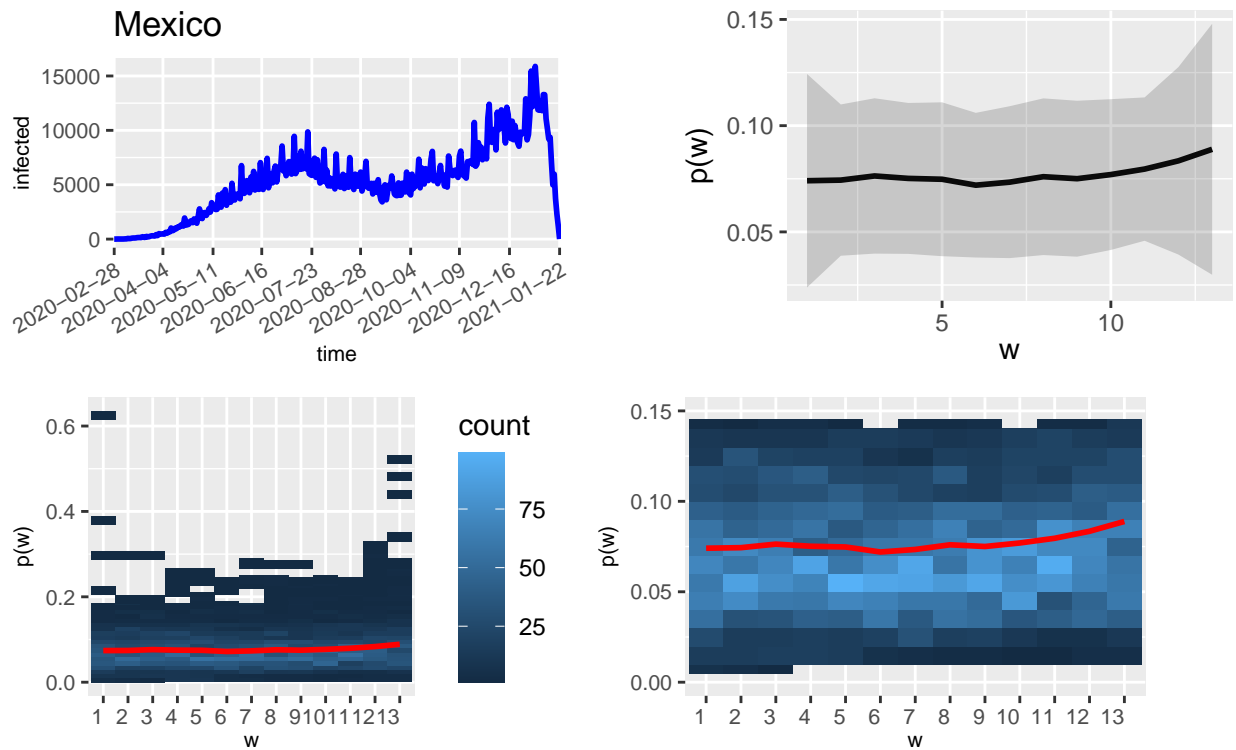 Mexico
infected
15000
10000
5000
0
2020−02−28
2020−04−04
2020−05−11
2020−06−16
2020−07−23
2020−08−28
2020−10−04
2020−11−09
2020−12−16
2021−01−22
time
p(w)
0.15
0.10
0.05
5 10
w
p(w)
0.6
0.4
0.2
0.0
1 2 3 4 5 6 7 8 9 10 11 12 13
w
count
75
50
25
p(w)
0.15
0.10
0.05
0.00
1 2 3 4 5 6 7 8 9 10 11 12 13
w